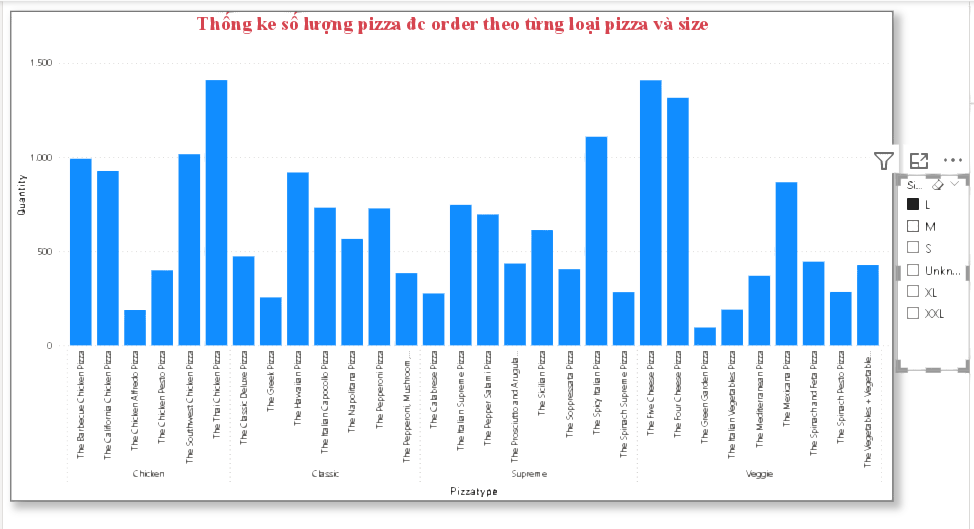 Thống ke số lượng pizza đc order theo từng loại pizza và size
Quantity
1.500
1.000
500
0
The Barbecue Chicken Pizza
The California Chicken Pizza
The Chicken Alfredo Pizza
The Chicken Pesto Pizza
The Southwest Chicken Pizza
The Thai Chicken Pizza
The Classic Deluxe Pizza
The Greek Pizza
The Hawaiian Pizza
The Italian Capocollo Pizza
The Napolitana Pizza
The Pepperoni Pizza
The Pepperoni, Mushroom, ...
The Calabrese Pizza
The Italian Supreme Pizza
The Pepper Salami Pizza
The Prosciutto and Arugula ...
The Sicilian Pizza
The Soppressata Pizza
The Spicy Italian Pizza
The Spinach Supreme Pizza
The Five Cheese Pizza
The Four Cheese Pizza
The Green Garden Pizza
The Italian Vegetables Pizza
The Mediterranean Pizza
The Mexicana Pizza
The Spinach and Feta Pizza
The Spinach Pesto Pizza
The Vegetables + Vegetable...
Chicken
Classic
Supreme
Veggie
Pizzatype
Si...
L
M
S
Unkn...
XL
XXL